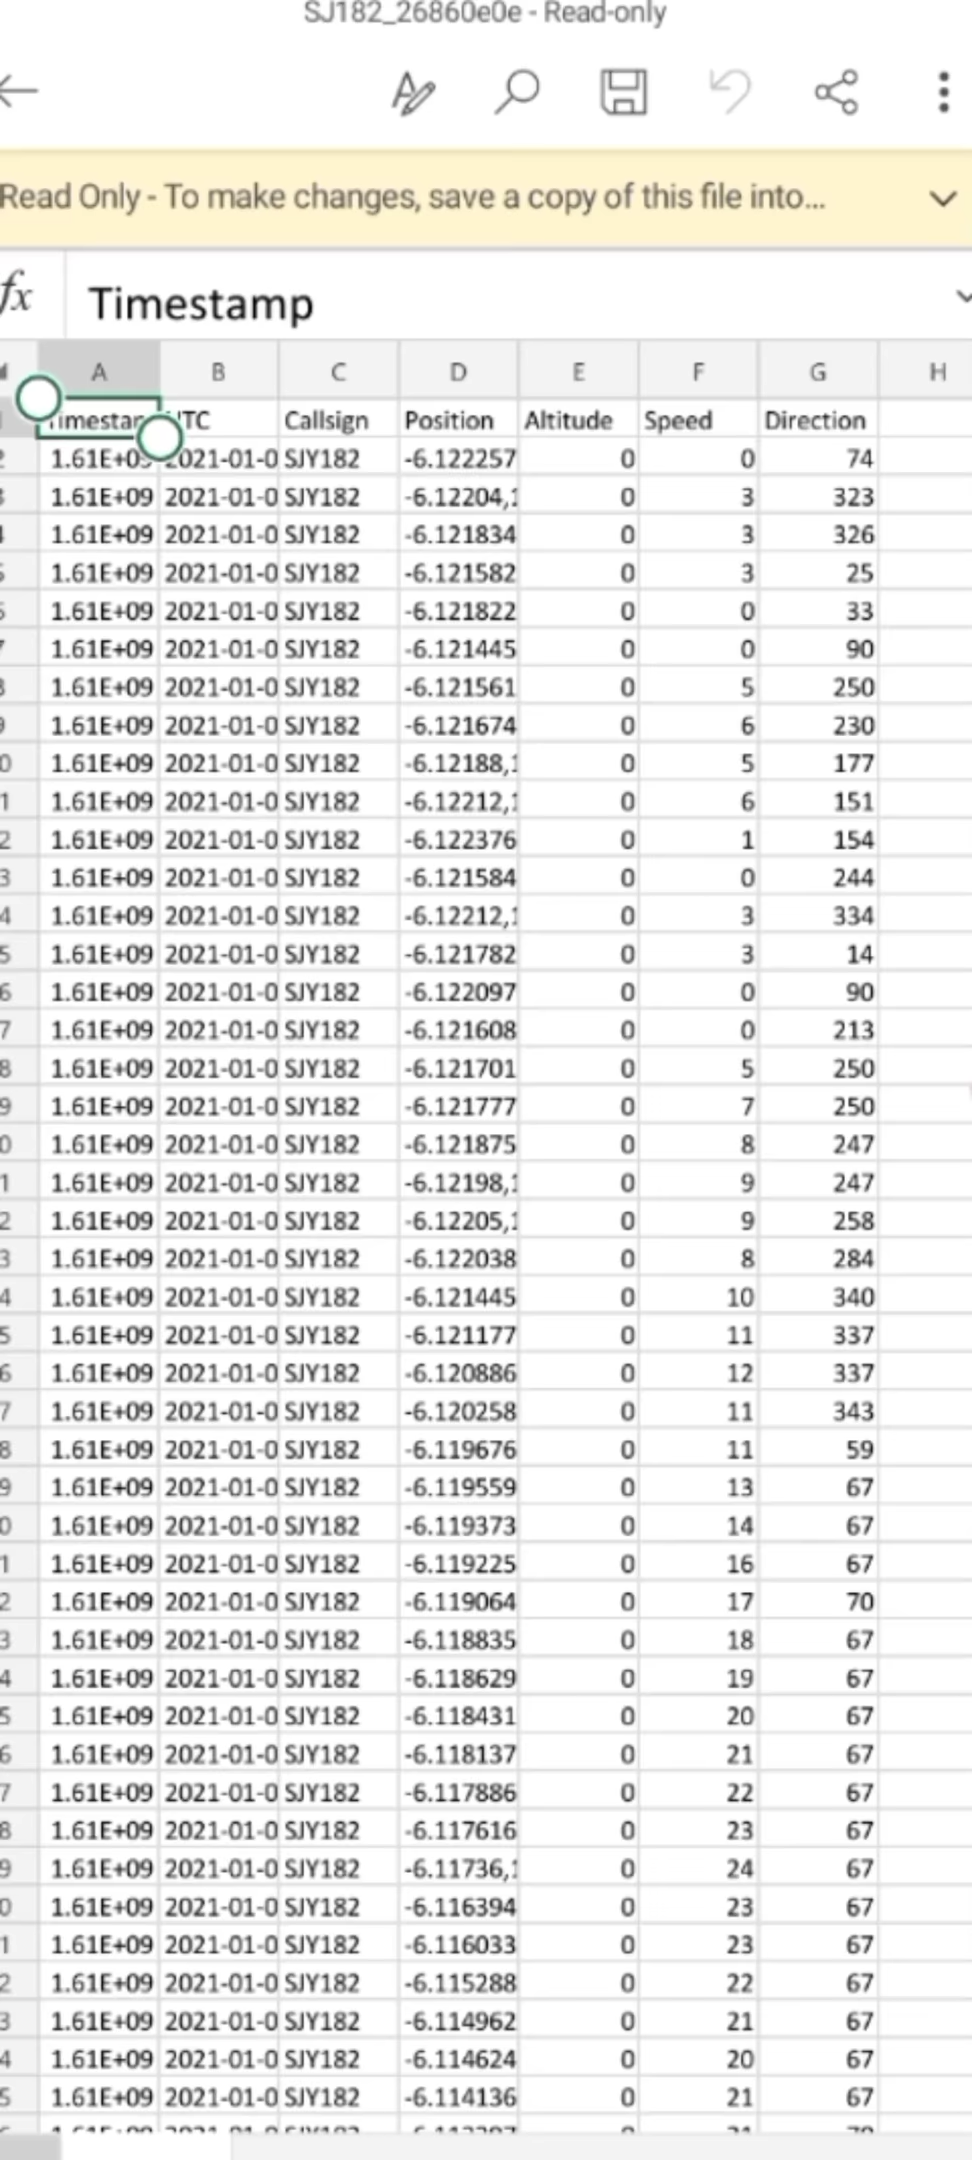 SJ182_26860e0e - Read-only
Read Only - To make changes, save a copy of this file into...
fx Timestamp
A B C D E F G H
Timestam UTC Callsign Position Altitude Speed Direction
1.61E+09 2021-01-0 SJY182 -6.122257 0 0 74
1.61E+09 2021-01-0 SJY182 -6.12204,1 0 3 323
1.61E+09 2021-01-0 SJY182 -6.121834 0 3 326
1.61E+09 2021-01-0 SJY182 -6.121582 0 3 25
1.61E+09 2021-01-0 SJY182 -6.121822 0 0 33
1.61E+09 2021-01-0 SJY182 -6.121445 0 0 90
1.61E+09 2021-01-0 SJY182 -6.121561 0 5 250
1.61E+09 2021-01-0 SJY182 -6.121674 0 6 230
1.61E+09 2021-01-0 SJY182 -6.12188,1 0 5 177
1.61E+09 2021-01-0 SJY182 -6.12212,1 0 6 151
1.61E+09 2021-01-0 SJY182 -6.122376 0 1 154
1.61E+09 2021-01-0 SJY182 -6.121584 0 0 244
1.61E+09 2021-01-0 SJY182 -6.12212,1 0 3 334
1.61E+09 2021-01-0 SJY182 -6.121782 0 3 14
1.61E+09 2021-01-0 SJY182 -6.122097 0 0 90
1.61E+09 2021-01-0 SJY182 -6.121608 0 0 213
1.61E+09 2021-01-0 SJY182 -6.121701 0 5 250
1.61E+09 2021-01-0 SJY182 -6.121777 0 7 250
1.61E+09 2021-01-0 SJY182 -6.121875 0 8 247
1.61E+09 2021-01-0 SJY182 -6.12198,1 0 9 247
1.61E+09 2021-01-0 SJY182 -6.12205,1 0 9 258
1.61E+09 2021-01-0 SJY182 -6.122038 0 8 284
1.61E+09 2021-01-0 SJY182 -6.121445 0 10 340
1.61E+09 2021-01-0 SJY182 -6.121177 0 11 337
1.61E+09 2021-01-0 SJY182 -6.120886 0 12 337
1.61E+09 2021-01-0 SJY182 -6.120258 0 11 343
1.61E+09 2021-01-0 SJY182 -6.119676 0 11 59
1.61E+09 2021-01-0 SJY182 -6.119559 0 13 67
1.61E+09 2021-01-0 SJY182 -6.119373 0 14 67
1.61E+09 2021-01-0 SJY182 -6.119225 0 16 67
1.61E+09 2021-01-0 SJY182 -6.119064 0 17 70
1.61E+09 2021-01-0 SJY182 -6.118835 0 18 67
1.61E+09 2021-01-0 SJY182 -6.118629 0 19 67
1.61E+09 2021-01-0 SJY182 -6.118431 0 20 67
1.61E+09 2021-01-0 SJY182 -6.118137 0 21 67
1.61E+09 2021-01-0 SJY182 -6.117886 0 22 67
1.61E+09 2021-01-0 SJY182 -6.117616 0 23 67
1.61E+09 2021-01-0 SJY182 -6.11736,1 0 24 67
1.61E+09 2021-01-0 SJY182 -6.116394 0 23 67
1.61E+09 2021-01-0 SJY182 -6.116033 0 23 67
1.61E+09 2021-01-0 SJY182 -6.115288 0 22 67
1.61E+09 2021-01-0 SJY182 -6.114962 0 21 67
1.61E+09 2021-01-0 SJY182 -6.114624 0 20 67
1.61E+09 2021-01-0 SJY182 -6.114136 0 21 67